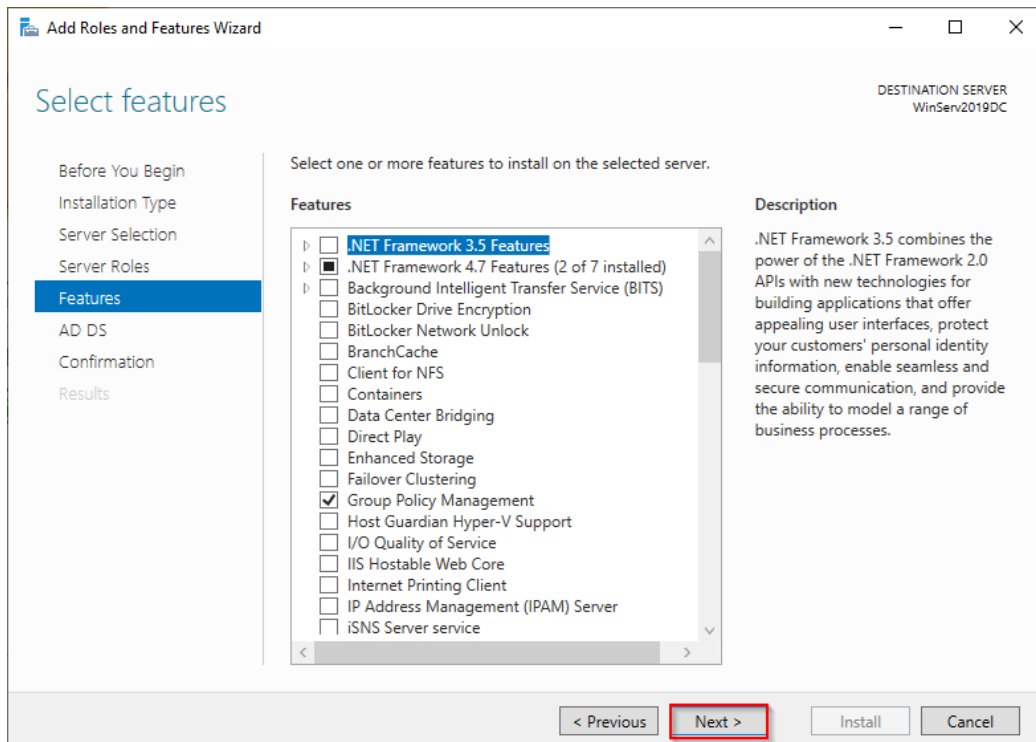 Add Roles and Features Wizard
Select features
DESTINATION SERVER
WinServ2019DC
Before You Begin
Installation Type
Server Selection
Server Roles
Features
AD DS
Confirmation
Results
Select one or more features to install on the selected server.
Features
.NET Framework 3.5 Features
.NET Framework 4.7 Features (2 of 7 installed)
Background Intelligent Transfer Service (BITS)
BitLocker Drive Encryption
BitLocker Network Unlock
BranchCache
Client for NFS
Containers
Data Center Bridging
Direct Play
Enhanced Storage
Failover Clustering
Group Policy Management
Host Guardian Hyper-V Support
I/O Quality of Service
IIS Hostable Web Core
Internet Printing Client
IP Address Management (IPAM) Server
iSNS Server service
Description
.NET Framework 3.5 combines the
power of the .NET Framework 2.0
APIs with new technologies for
building applications that offer
appealing user interfaces, protect
your customers' personal identity
information, enable seamless and
secure communication, and provide
the ability to model a range of
business processes.
< Previous
Next >
Install
Cancel